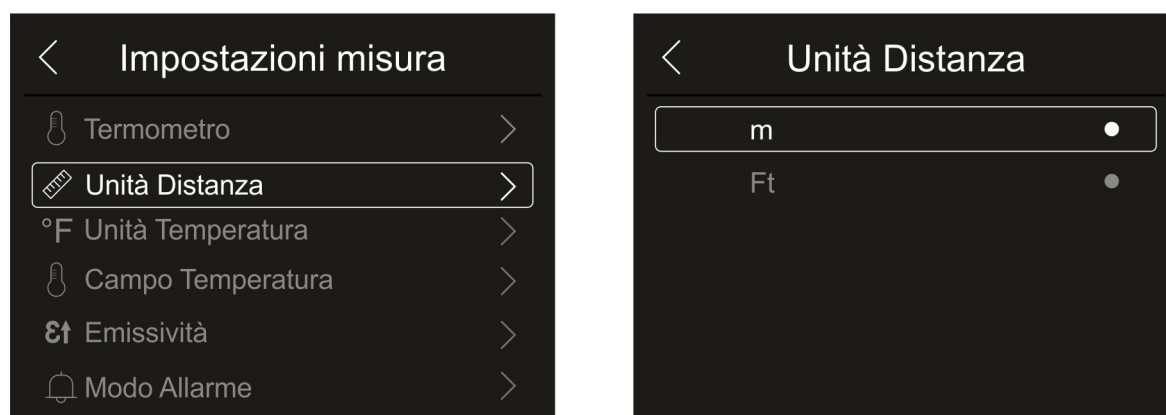 Impostazioni misura
Termometro
Unità Distanza
°F Unità Temperatura
Campo Temperatura
Ɛ Emissività
Modo Allarme
Unità Distanza
m
Ft